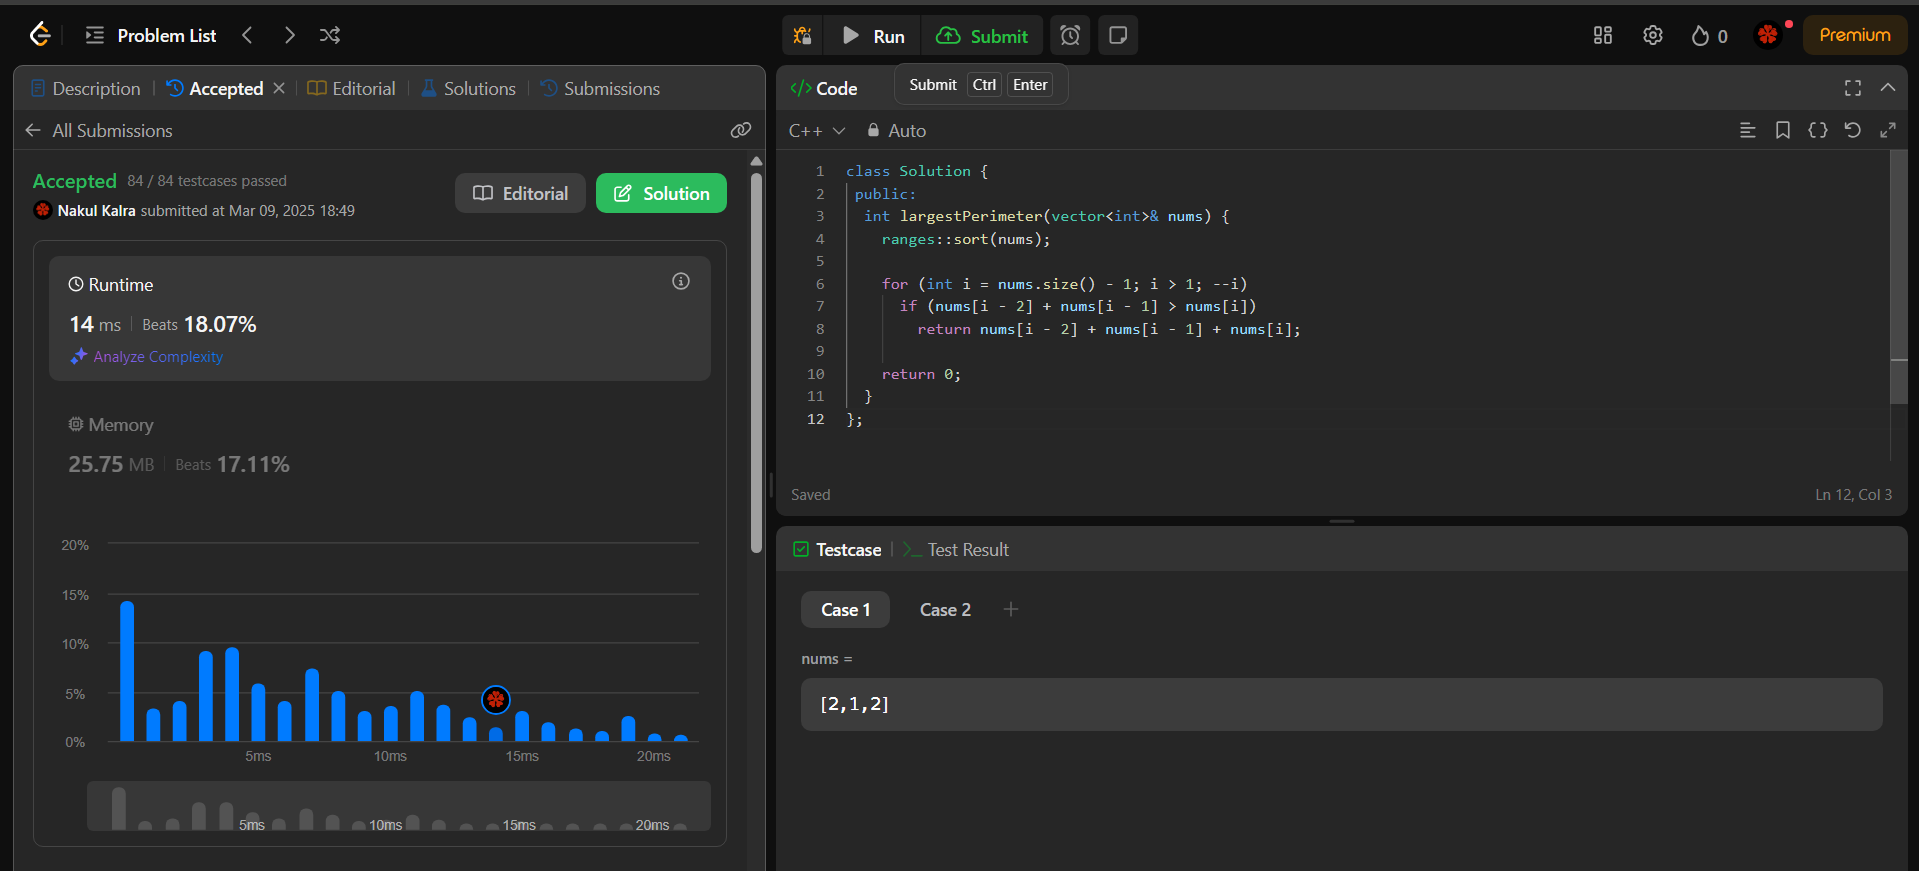 Problem List
Run
Submit
0
Premium
Description
Accepted
Editorial
Solutions
Submissions
All Submissions
Accepted 84 / 84 testcases passed
Nakul Kalra submitted at Mar 09, 2025 18:49
Editorial
Solution
Runtime
14 ms Beats 18.07%
Analyze Complexity
Memory
25.75 MB Beats 17.11%
20%
15%
10%
5%
0%
5ms 10ms 15ms 20ms
5ms 10ms 15ms 20ms
</> Code
Submit Ctrl Enter
C++ Auto
1 class Solution {
2 public:
3 int largestPerimeter(vector<int>& nums) {
4 ranges::sort(nums);
5
6 for (int i = nums.size() - 1; i > 1; --i)
7 if (nums[i - 2] + nums[i - 1] > nums[i])
8 return nums[i - 2] + nums[i - 1] + nums[i];
9
10 return 0;
11 }
12 };
Saved
Ln 12, Col 3
Testcase
Test Result
Case 1 Case 2 +
nums =
[2,1,2]